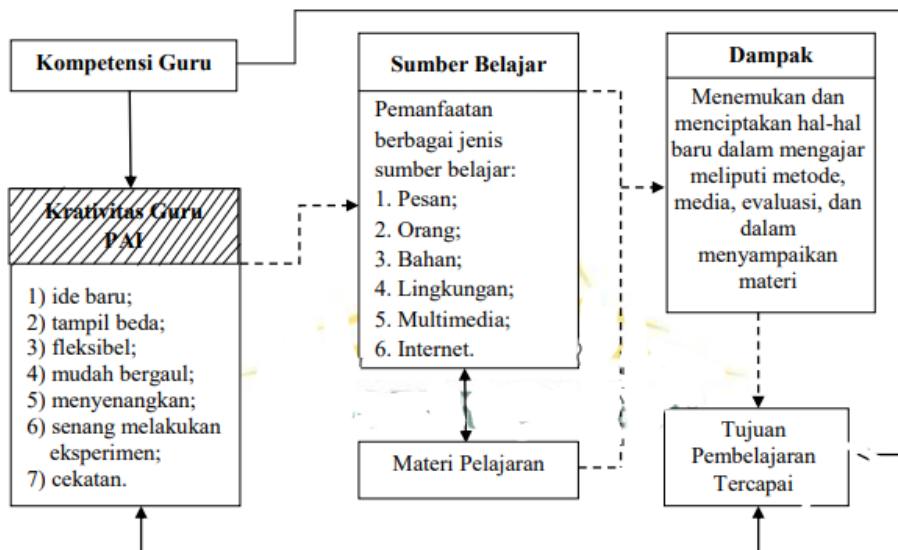 Kompetensi Guru
Krativitas Guru
PAI
1) ide baru;
2) tampil beda;
3) fleksibel;
4) mudah bergaul;
5) menyenangkan;
6) senang melakukan
eksperimen;
7) cekatan.
Sumber Belajar
Pemanfaatan
berbagai jenis
sumber belajar:
1. Pesan;
2. Orang;
3. Bahan;
4. Lingkungan;
5. Multimedia;
6. Internet.
Materi Pelajaran
Dampak
Menemukan dan
menciptakan hal-hal
baru dalam mengajar
meliputi metode,
media, evaluasi, dan
dalam
menyampaikan
materi
Tujuan
Pembelajaran
Tercapai